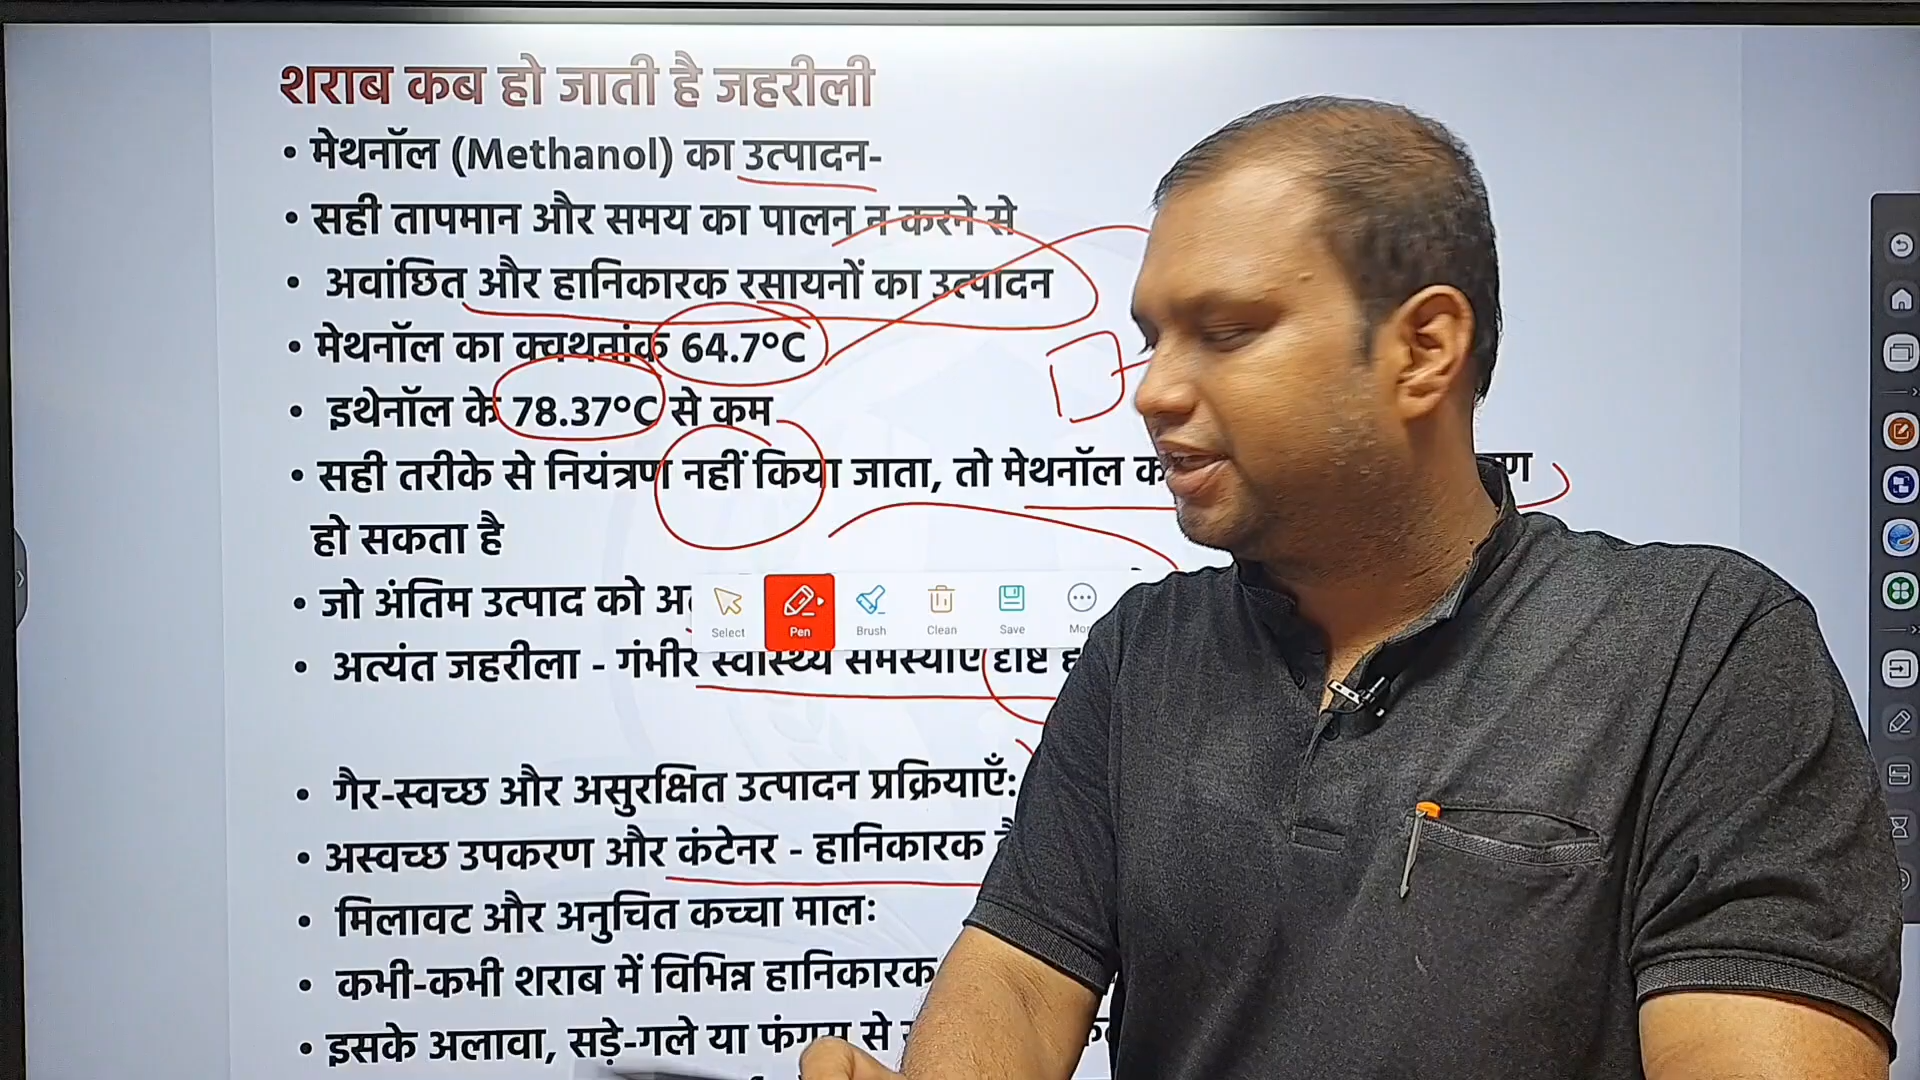 शराब कब हो जाती है जहरीली
• मेथनॉल (Methanol) का उत्पादन-
• सही तापमान और समय का पालन न करने से
• अवांछित और हानिकारक रसायनों का उत्पादन
• मेथनॉल का क्वथनांक 64.7°C
• इथेनॉल के 78.37°C से कम
• सही तरीके से नियंत्रण नहीं किया जाता, तो मेथनॉल
हो सकता है
• जो अंतिम उत्पाद को
Select Pen Brush Clean Save
• अत्यंत जहरीला - गंभीर स्वास्थ्य समस्याएं
• गैर-स्वच्छ और असुरक्षित उत्पादन प्रक्रियाएँ:
• अस्वच्छ उपकरण और कंटेनर - हानिकारक
• मिलावट और अनुचित कच्चा मालः
• कभी-कभी शराब में विभिन्न हानिकारक
• इसके अलावा, सड़े-गले या फंगस से